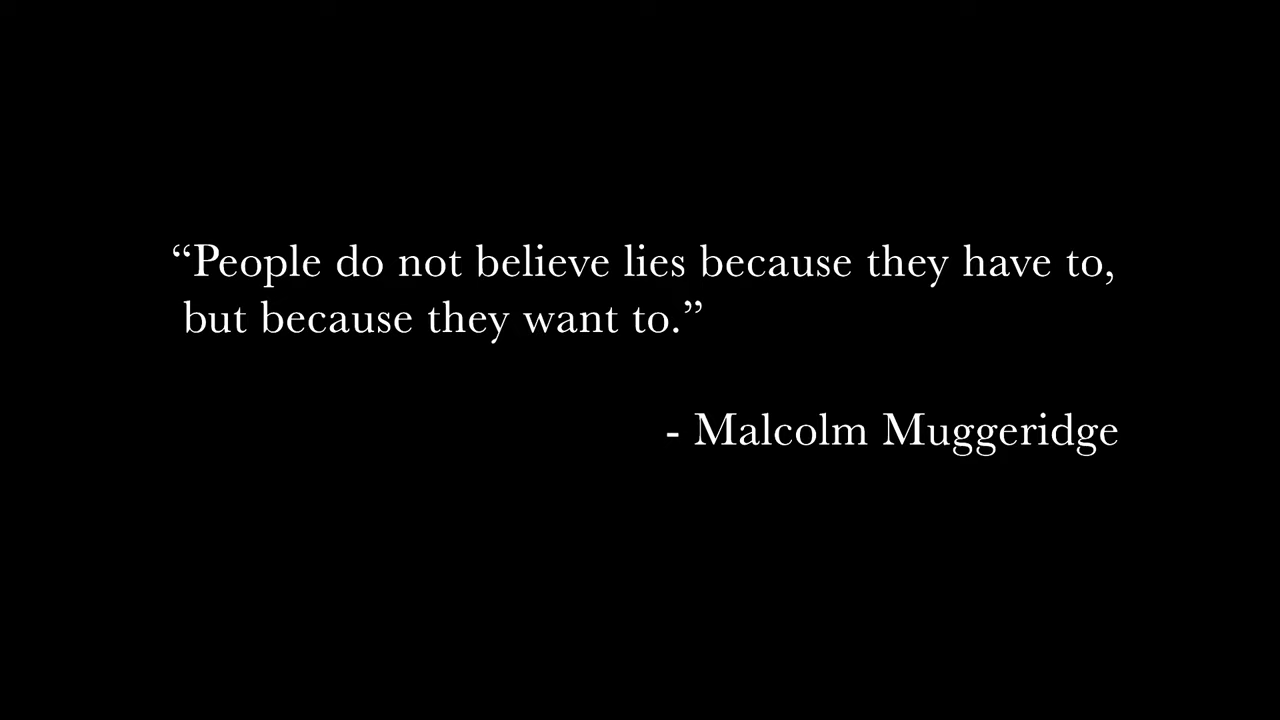 “People do not believe lies because they have to,
but because they want to.”
- Malcolm Muggeridge